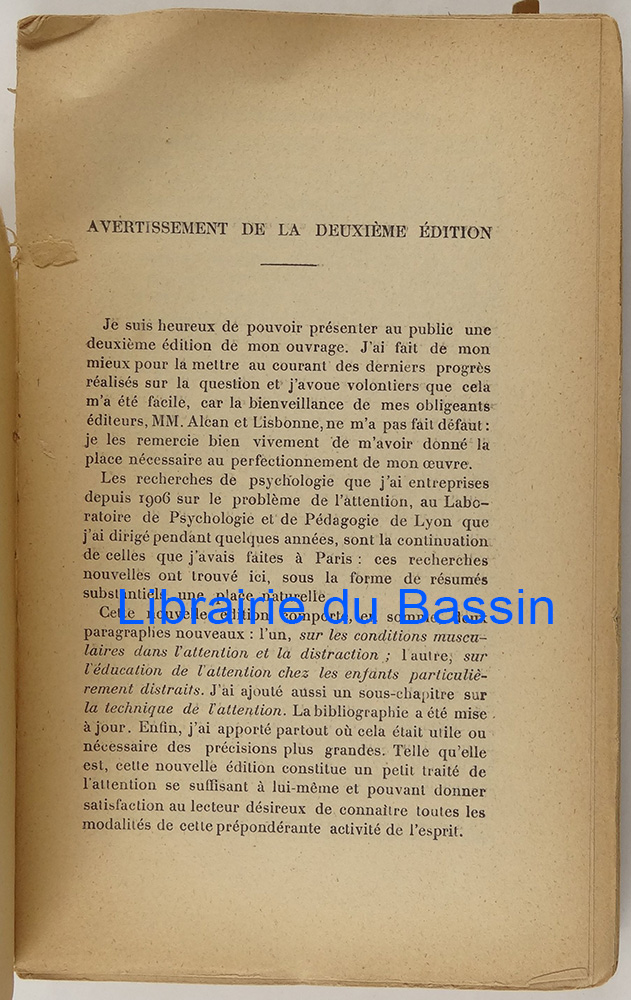 AVERTISSEMENT DE LA DEUXIÈME ÉDITION
Je suis heureux de pouvoir présenter au public une
deuxième édition de mon ouvrage. J'ai fait de mon
mieux pour la mettre au courant des derniers progrès
réalisés sur la question et j'avoue volontiers que cela
m'a été facile, car la bienveillance de mes obligeants
éditeurs, MM. Alcan et Lisbonne, ne m'a pas fait défaut :
je les remercie bien vivement de m'avoir donné la
place nécessaire au perfectionnement de mon œuvre.
Les recherches de psychologie que j'ai entreprises
depuis 1906 sur le problème de l'attention, au Labo-
ratoire de Psychologie et de Pédagogie de Lyon que
j'ai dirigé pendant quelques années, sont la continuation
de celles que j'avais faites à Paris : ces recherches
nouvelles ont trouvé ici, sous la forme de résumés
substantiels, une place naturelle
Librairie du Bassin
Cette nouvelle édition comporte, en somme, deux
paragraphes nouveaux : l'un, sur les conditions muscu-
laires dans l'attention et la distraction ; l'autre, sur
l'éducation de l'attention chez les enfants particuliè-
rement distraits. J'ai ajouté aussi un sous-chapitre sur
la technique de l'attention. La bibliographie a été mise
à jour. Enfin, j'ai apporté partout où cela était utile ou
nécessaire des précisions plus grandes. Telle qu'elle
est, cette nouvelle édition constitue un petit traité de
l'attention se suffisant à lui-même et pouvant donner
satisfaction au lecteur désireux de connaître toutes les
modalités de cette prépondérante activité de l'esprit.